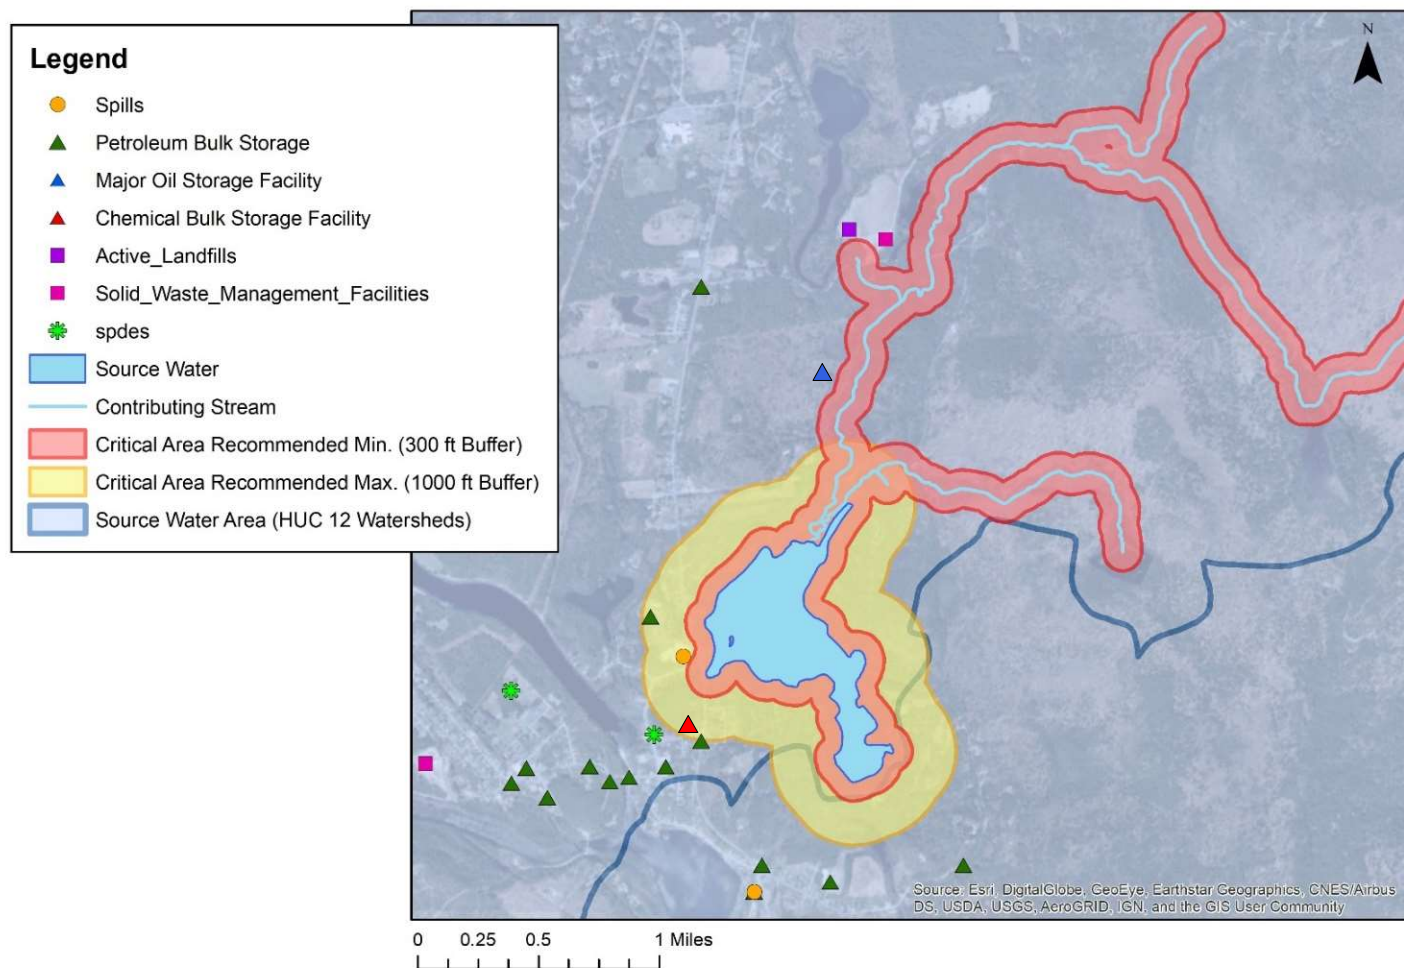 Legend
Spills
Petroleum Bulk Storage
Major Oil Storage Facility
Chemical Bulk Storage Facility
Active_Landfills
Solid_Waste_Management_Facilities
spdes
Source Water
Contributing Stream
Critical Area Recommended Min. (300 ft Buffer)
Critical Area Recommended Max. (1000 ft Buffer)
Source Water Area (HUC 12 Watersheds)
N
Source: Esri, DigitalGlobe, GeoEye, Earthstar Geographics, CNES/Airbus
DS, USDA, USGS, AeroGRID, IGN, and the GIS User Community
0 0.25 0.5 1 Miles